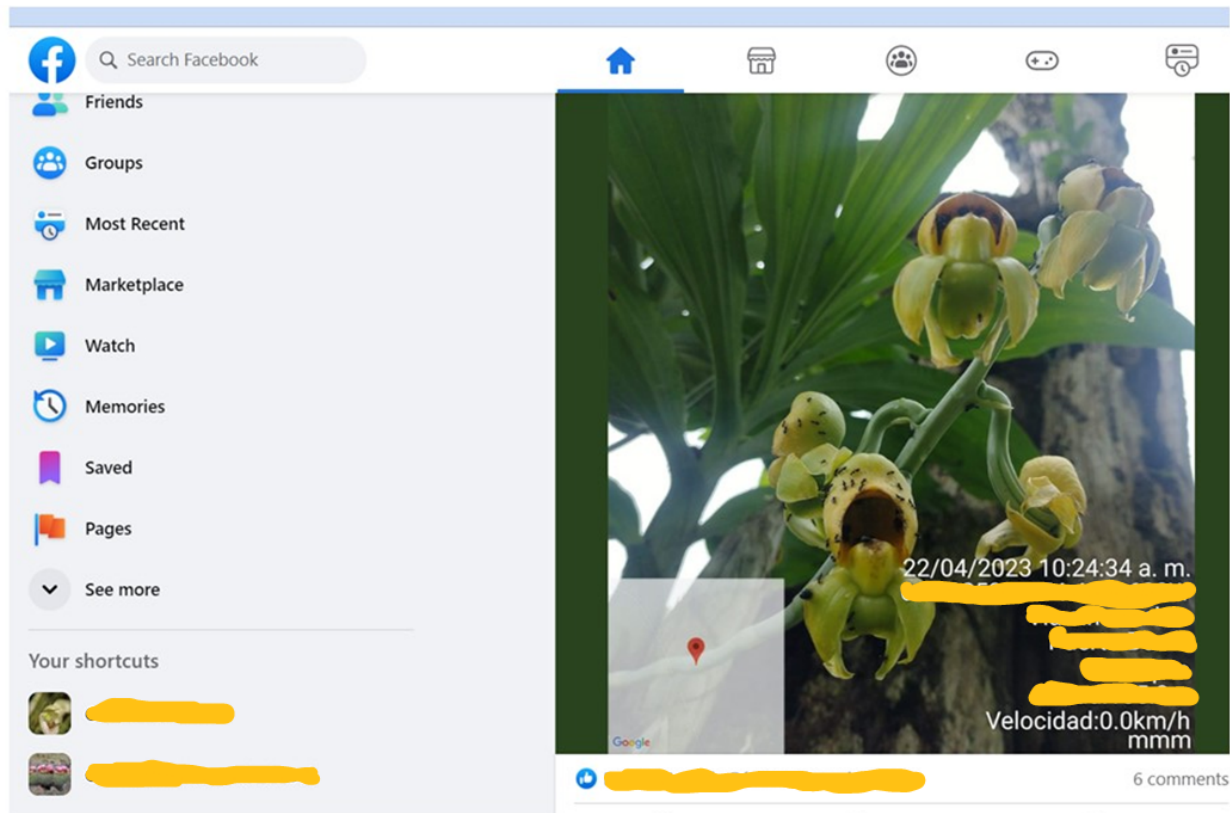 Search Facebook
Friends
Groups
Most Recent
Marketplace
Watch
Memories
Saved
Pages
See more
Your shortcuts
22/04/2023 10:24:34 a. m.
Velocidad:0.0km/h
mmm
Google
6 comments